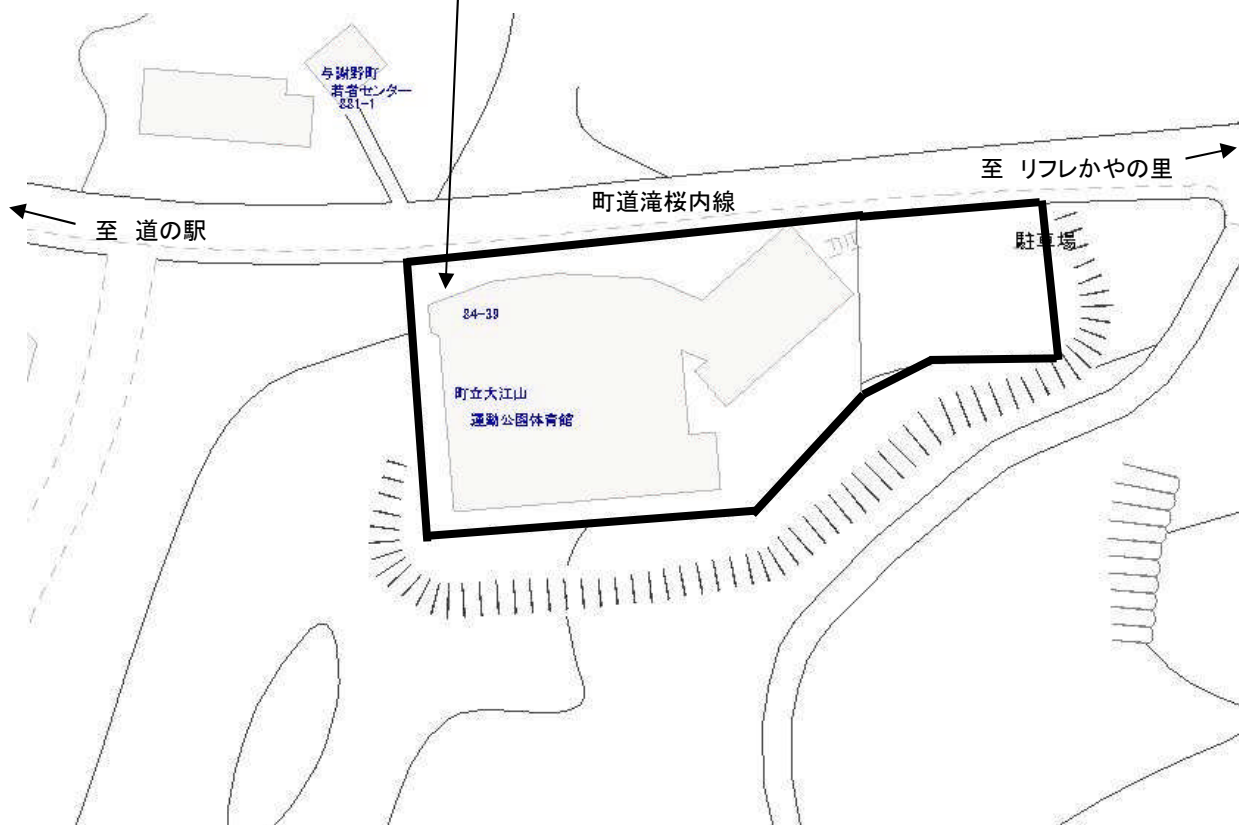 与謝野町
若者センター
881-1
至 リフレかやの里
町道滝桜内線
至 道の駅
駐車場
84-39
町立大江山
運動公園体育館